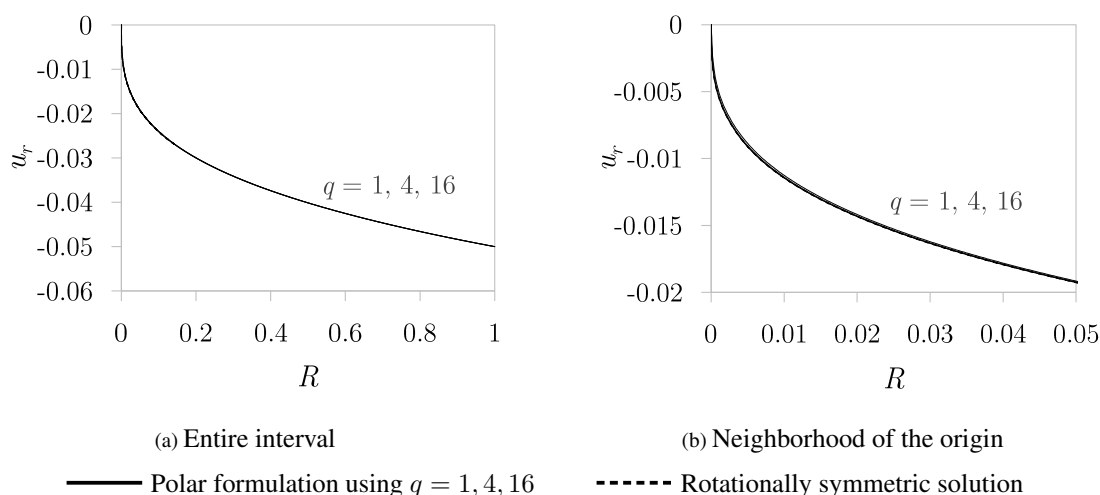 0
-0.01
-0.02
-0.03
-0.04
-0.05
-0.06
u_r
q = 1, 4, 16
0 0.2 0.4 0.6 0.8 1
R
0
-0.005
-0.01
-0.015
-0.02
u_r
q = 1, 4, 16
0 0.01 0.02 0.03 0.04 0.05
R
(a) Entire interval
(b) Neighborhood of the origin
Polar formulation using q = 1, 4, 16
Rotationally symmetric solution